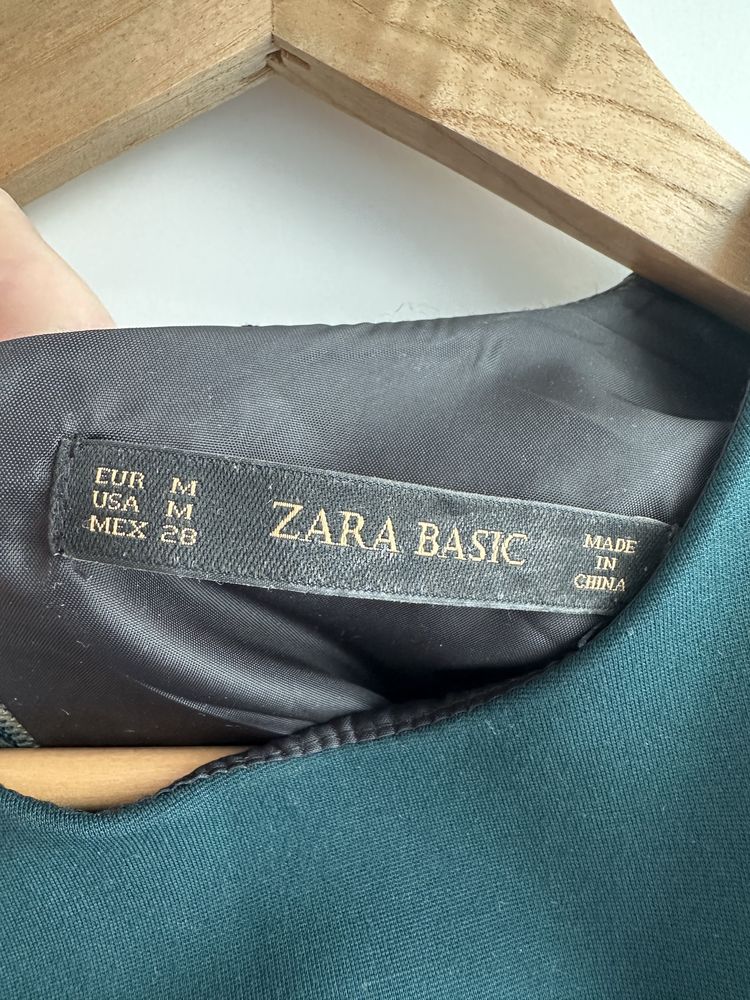 EUR M
USA M
MEX 28
ZARA BASIC
MADE
IN
CHINA